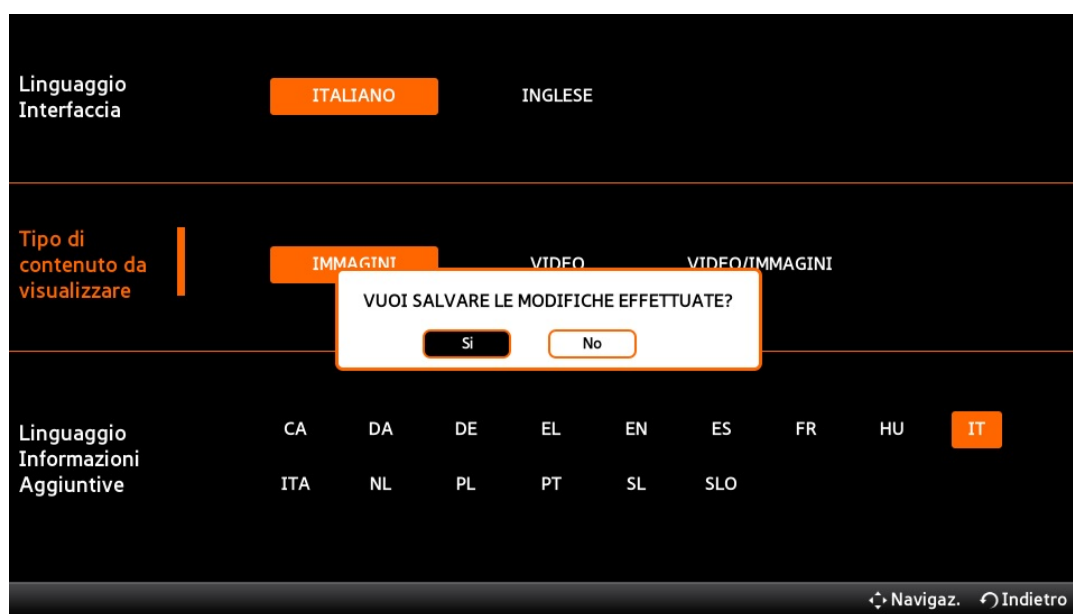 Linguaggio
Interfaccia
ITALIANO INGLESE
Tipo di
contenuto da
visualizzare
IMMAGINI VIDEO VIDEO/IMMAGINI
VUOI SALVARE LE MODIFICHE EFFETTUATE?
Si No
Linguaggio
Informazioni
Aggiuntive
CA DA DE EL EN ES FR HU IT
ITA NL PL PT SL SLO
Navigaz. Indietro